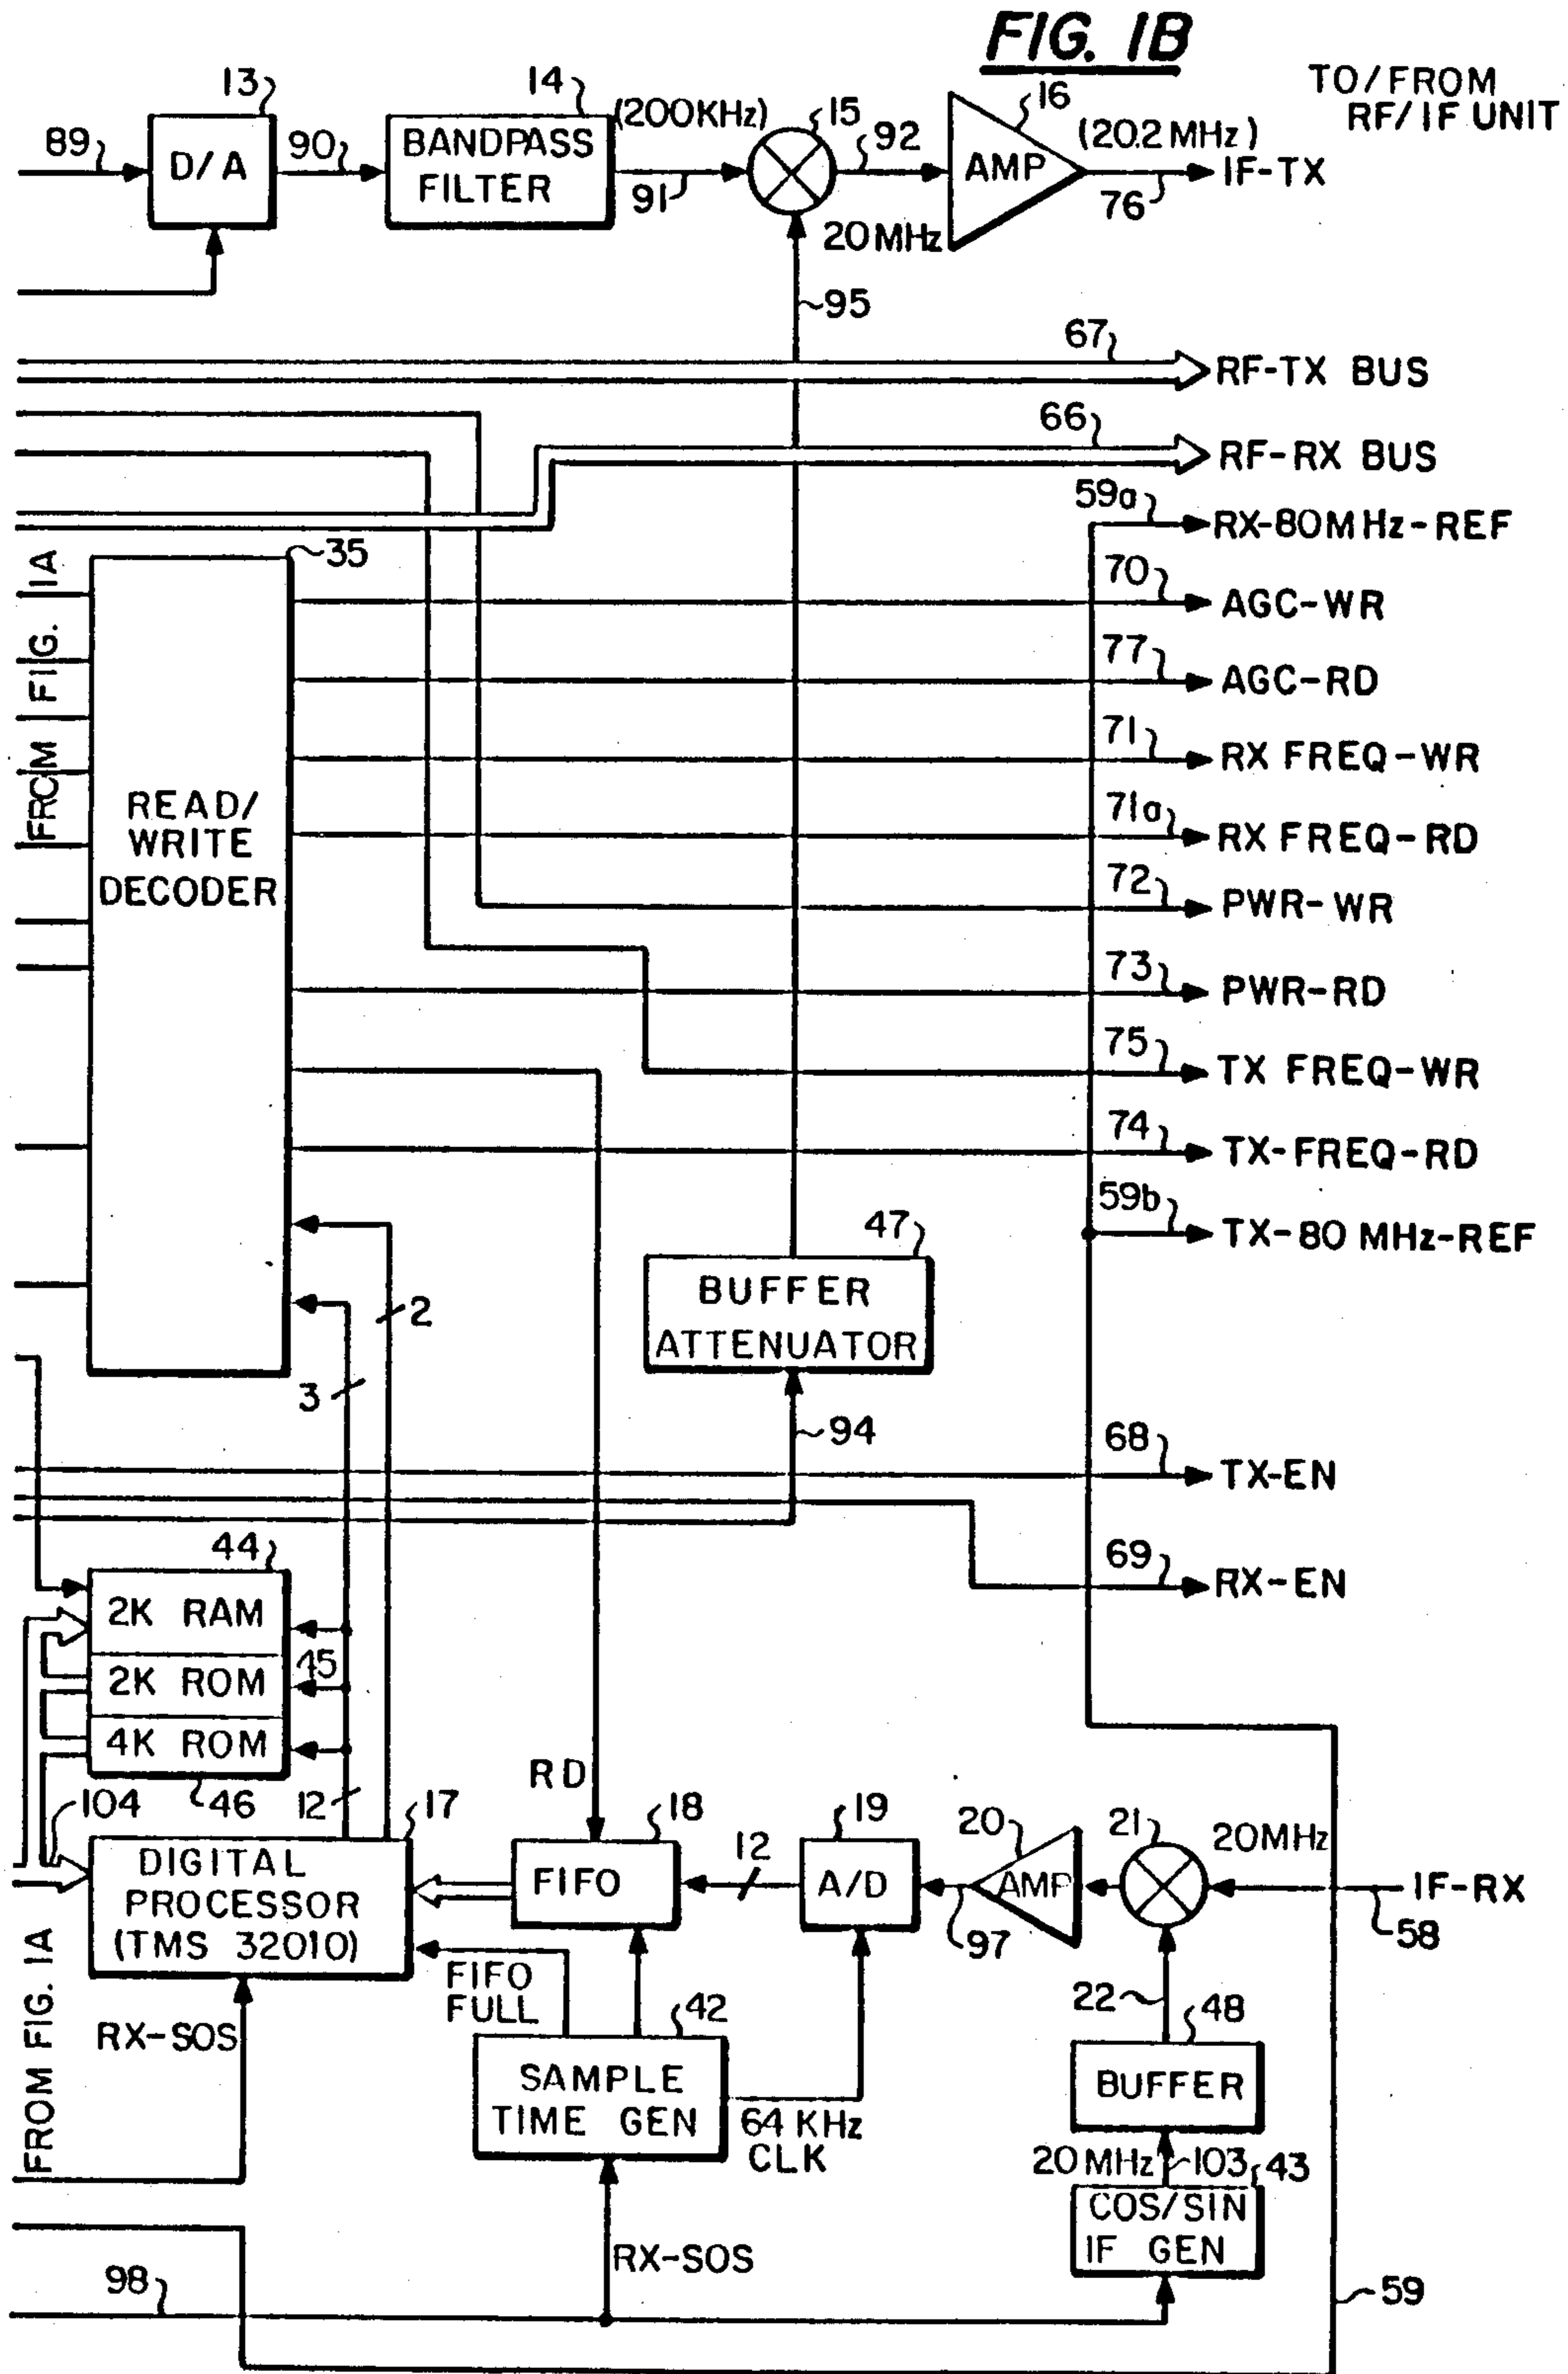 FIG. 1B
TO/FROM
RF/IF UNIT
13
14
(200KHz)
15
16
(20.2 MHz)
89
D/A
90
BANDPASS
FILTER
91
92
AMP
76
IF-TX
20MHz
95
67
RF-TX BUS
66
RF-RX BUS
59a
RX-80MHz-REF
35
70
AGC-WR
77
AGC-RD
71
RX FREQ-WR
71a
RX FREQ-RD
72
PWR-WR
73
PWR-RD
75
TX FREQ-WR
74
TX-FREQ-RD
59b
TX-80 MHz-REF
FROM FIG. 1A
READ/
WRITE
DECODER
47
BUFFER
ATTENUATOR
2
3
94
68
TX-EN
69
RX-EN
44
2K RAM
45
2K ROM
4K ROM
46
12
104
17
DIGITAL
PROCESSOR
(TMS 32010)
RD
18
FIFO
12
19
A/D
97
20
AMP
21
20MHz
IF-RX
58
FIFO
FULL
42
SAMPLE
TIME GEN
64 KHz
CLK
22
48
BUFFER
20MHz
103
43
COS/SIN
IF GEN
FROM FIG. 1A
RX-SOS
RX-SOS
98
59